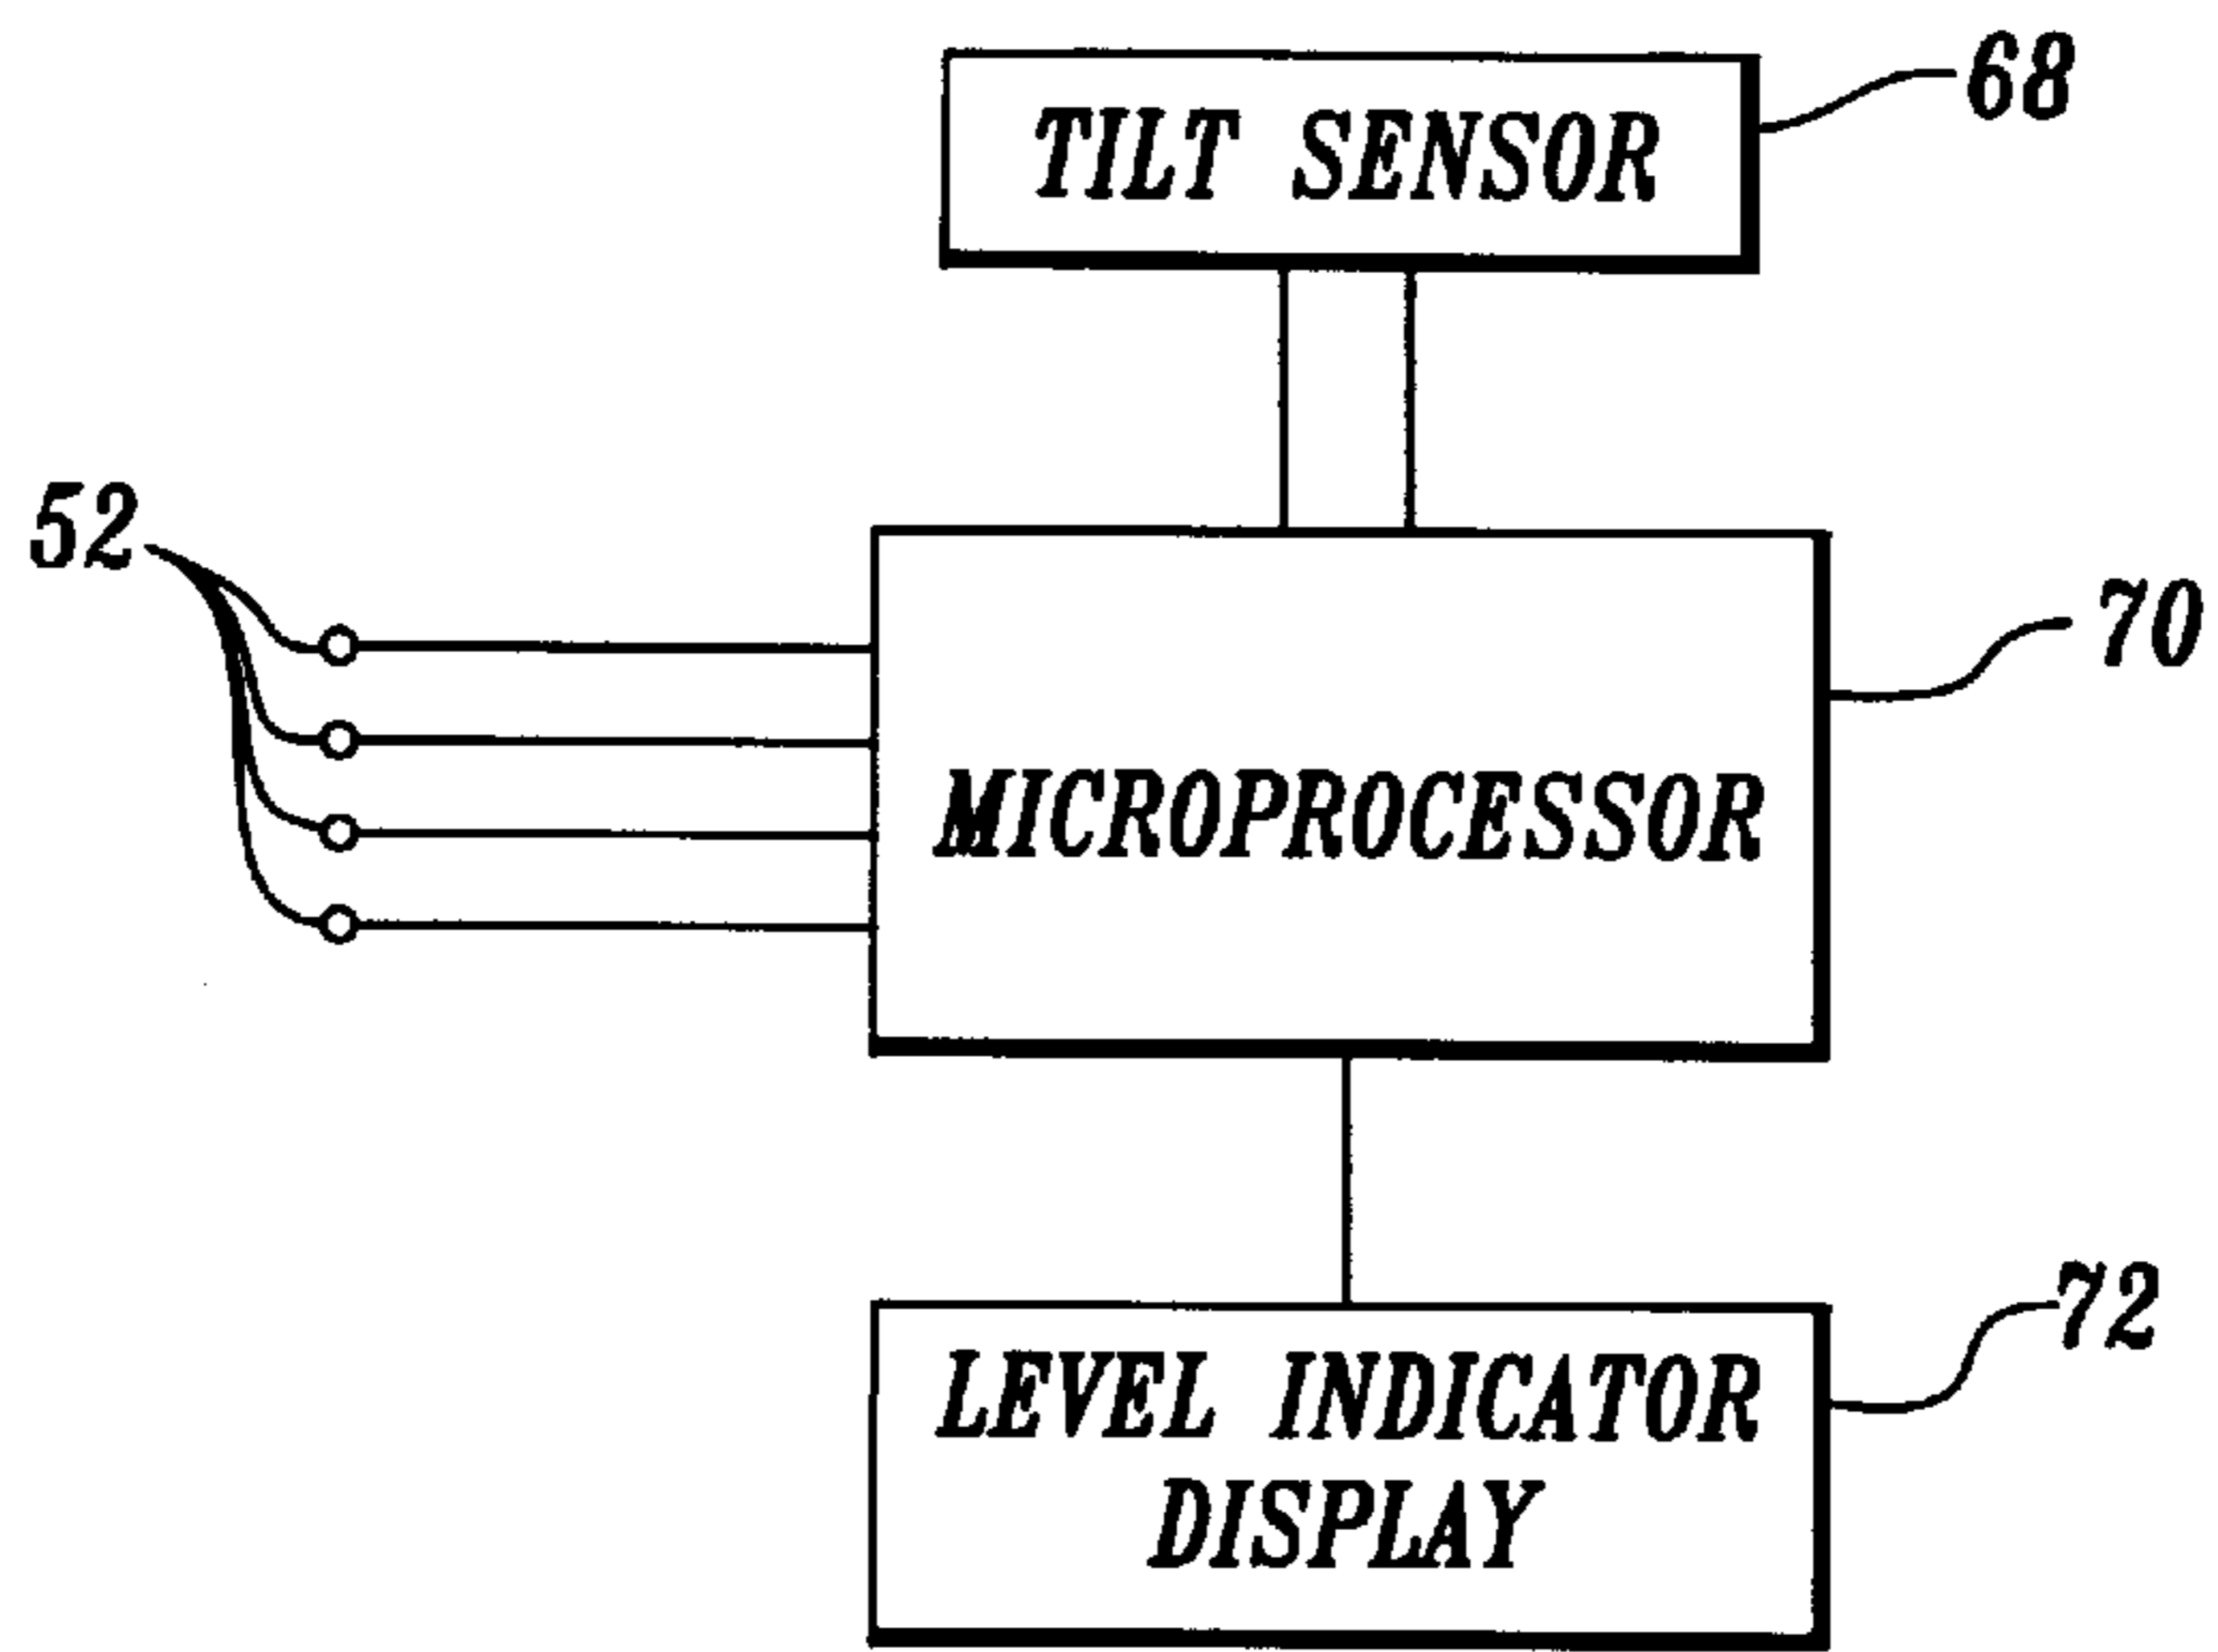 TILT SENSOR
68
52
70
MICROPROCESSOR
72
LEVEL INDICATOR
DISPLAY